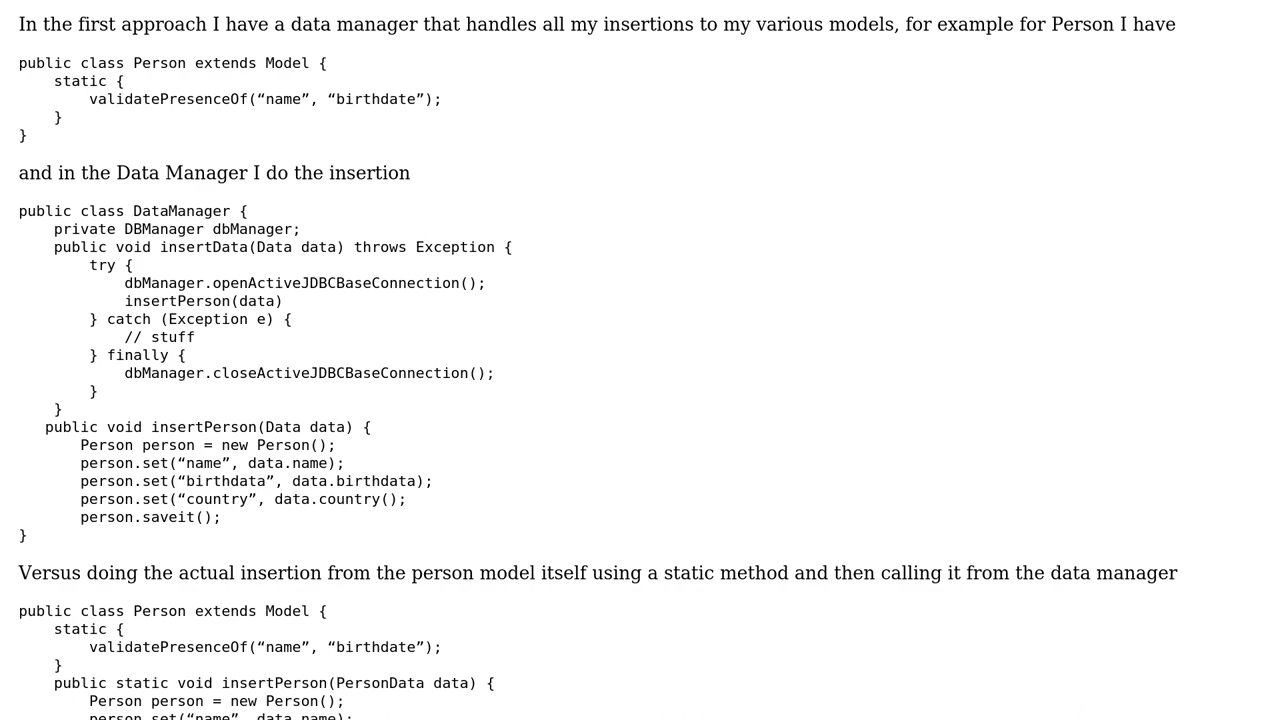 In the first approach I have a data manager that handles all my insertions to my various models, for example for Person I have
public class Person extends Model {
    static {
        validatePresenceOf(“name”, “birthdate”);
    }
}
and in the Data Manager I do the insertion
public class DataManager {
    private DBManager dbManager;
    public void insertData(Data data) throws Exception {
        try {
            dbManager.openActiveJDBCBaseConnection();
            insertPerson(data)
        } catch (Exception e) {
            // stuff
        } finally {
            dbManager.closeActiveJDBCBaseConnection();
        }
    }
   public void insertPerson(Data data) {
       Person person = new Person();
       person.set(“name”, data.name);
       person.set(“birthdata”, data.birthdata);
       person.set(“country”, data.country();
       person.saveit();
}
Versus doing the actual insertion from the person model itself using a static method and then calling it from the data manager
public class Person extends Model {
    static {
        validatePresenceOf(“name”, “birthdate”);
    }
    public static void insertPerson(PersonData data) {
        Person person = new Person();
        person.set(“name”, data.name);